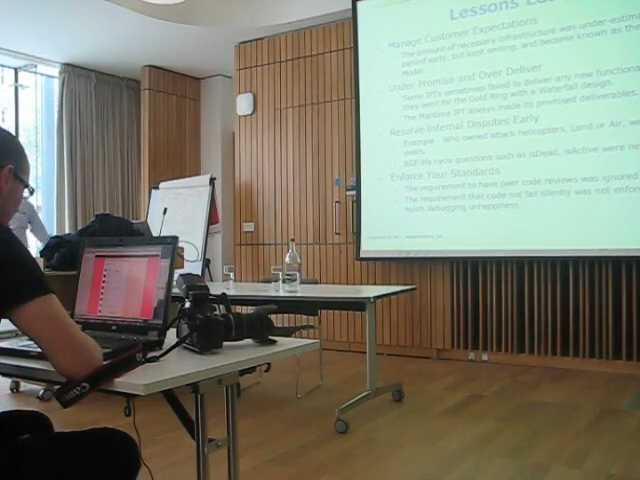 Lessons
Manage Customer Expectations
The amount of necessary infrastructure was under-estim
behind early, but kept smiling, and became known as the
Model.
Under Promise and Over Deliver
Some IPTs sometimes failed to deliver any new functiona
they went for the Gold Ring with a Waterfall design.
The Maritime IPT always made its promised deliverables.
Resolve Internal Disputes Early
Example - Who owned attack helicopters, Land or Air, we
years.
BSE life cycle questions such as isDead, isActive were ne
Enforce Your Standards
The requirement to have peer code reviews was ignored
The requirement that code not fail silently was not enfor
Much debugging unhappiness.
Canon